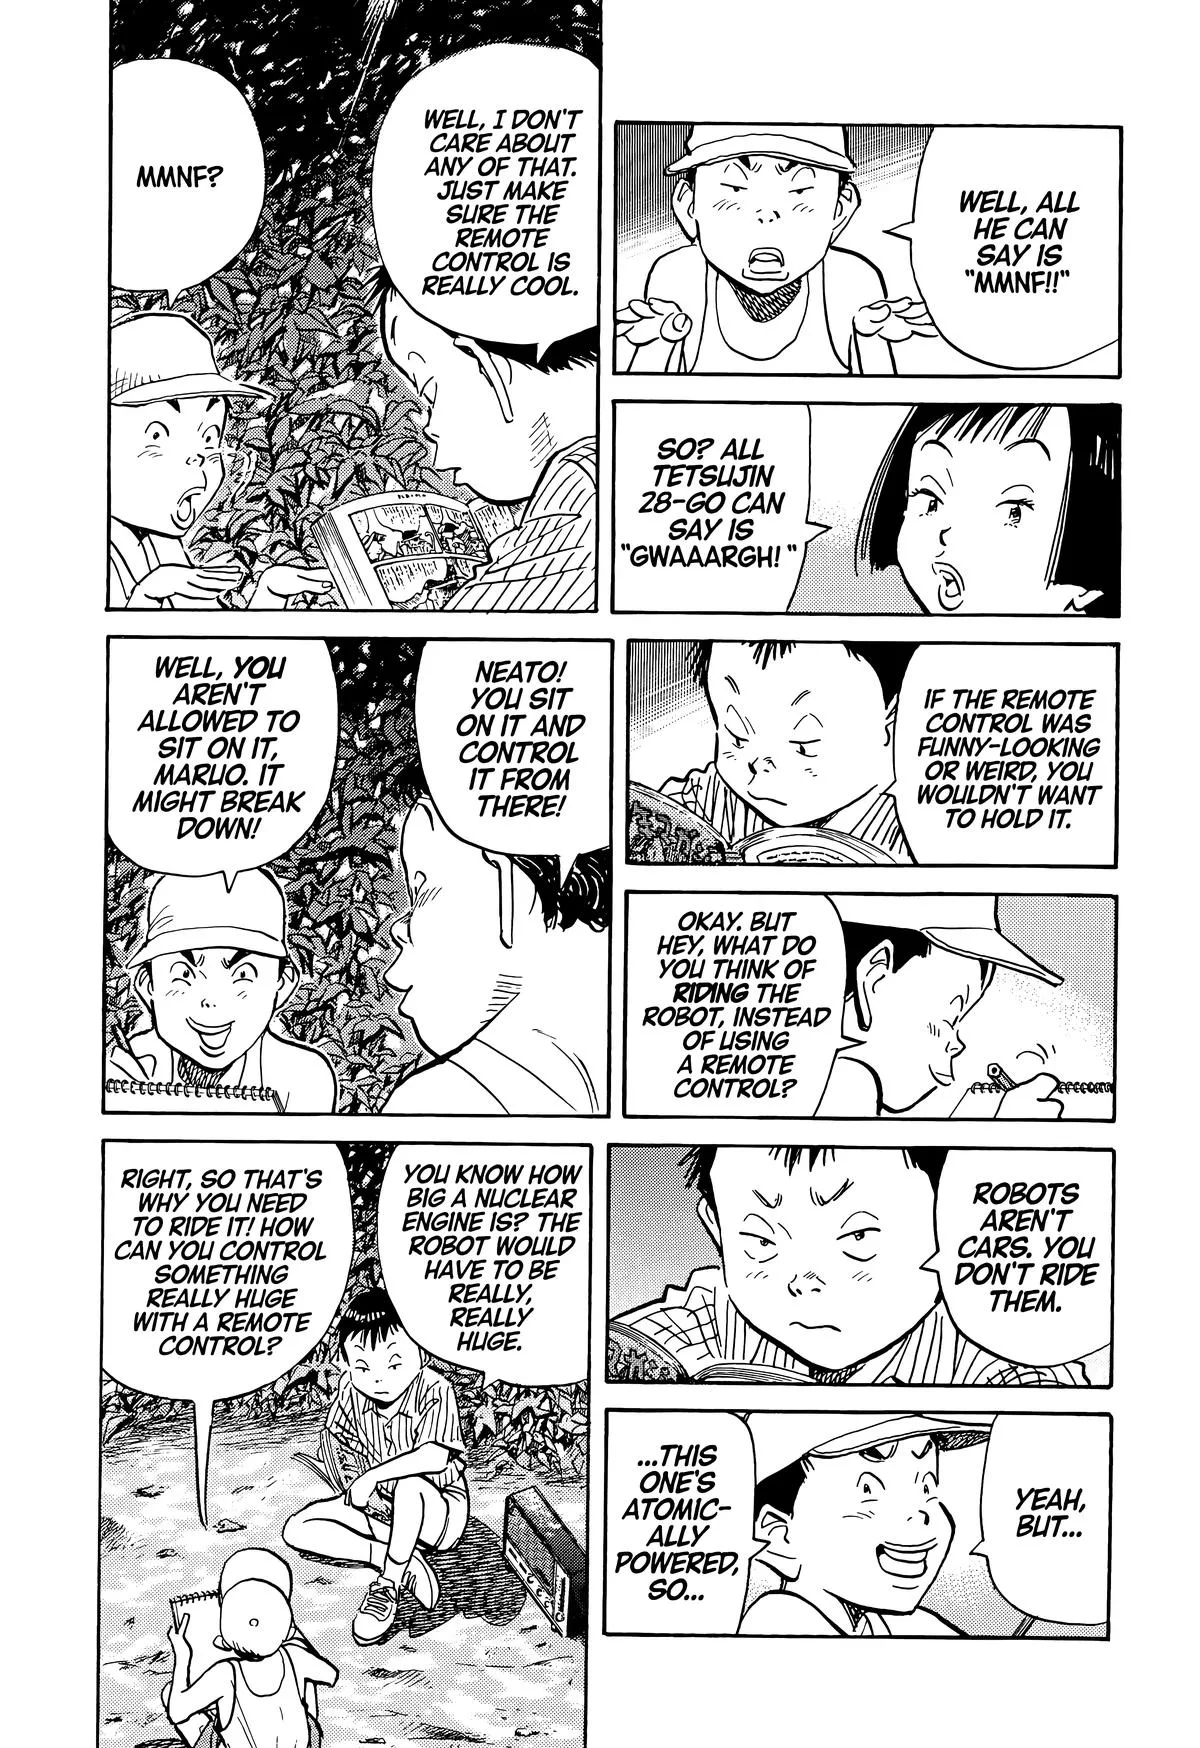 WELL, ALL
HE CAN
SAY IS
"MMNF!!"
SO? ALL
TETSUJIN
28-GO CAN
SAY IS
"GWAAARGH! "
WELL, I DON'T
CARE ABOUT
ANY OF THAT.
JUST MAKE
SURE THE
REMOTE
CONTROL IS
REALLY COOL.
MMNF?
IF THE REMOTE
CONTROL WAS
FUNNY-LOOKING
OR WEIRD, YOU
WOULDN'T WANT
TO HOLD IT.
OKAY. BUT
HEY, WHAT DO
YOU THINK OF
RIDING THE
ROBOT, INSTEAD
OF USING
A REMOTE
CONTROL?
NEATO!
YOU SIT
ON IT AND
CONTROL
IT FROM
THERE!
WELL, YOU
AREN'T
ALLOWED TO
SIT ON IT,
MARUO. IT
MIGHT BREAK
DOWN!
ROBOTS
AREN'T
CARS. YOU
DON'T RIDE
THEM.
YEAH,
BUT...
...THIS
ONE'S
ATOMIC-
ALLY
POWERED,
SO...
YOU KNOW HOW
BIG A NUCLEAR
ENGINE IS? THE
ROBOT WOULD
HAVE TO BE
REALLY,
REALLY
HUGE.
RIGHT, SO THAT'S
WHY YOU NEED
TO RIDE IT! HOW
CAN YOU CONTROL
SOMETHING
REALLY HUGE
WITH A REMOTE
CONTROL?